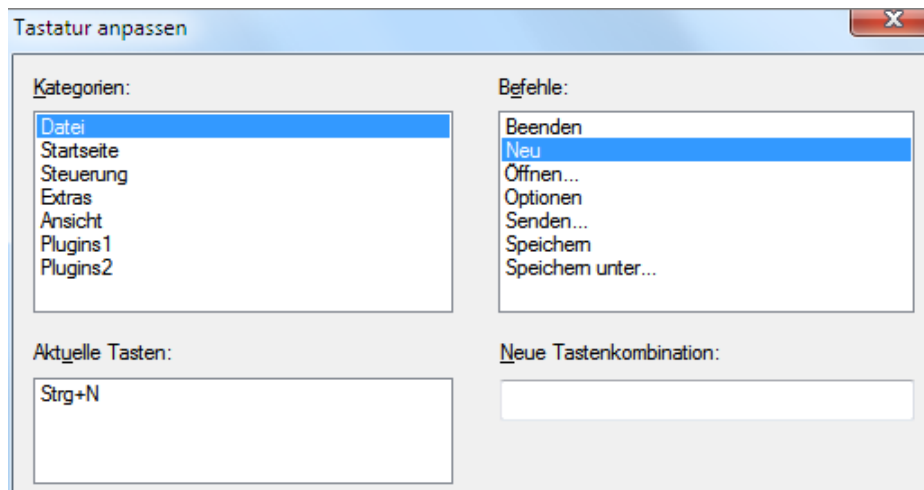 Tastatur anpassen
Kategorien:
Datei
Startseite
Steuerung
Extras
Ansicht
Plugins1
Plugins2
Befehle:
Beenden
Neu
Öffnen...
Optionen
Senden...
Speichern
Speichern unter...
Aktuelle Tasten:
Strg+N
Neue Tastenkombination: